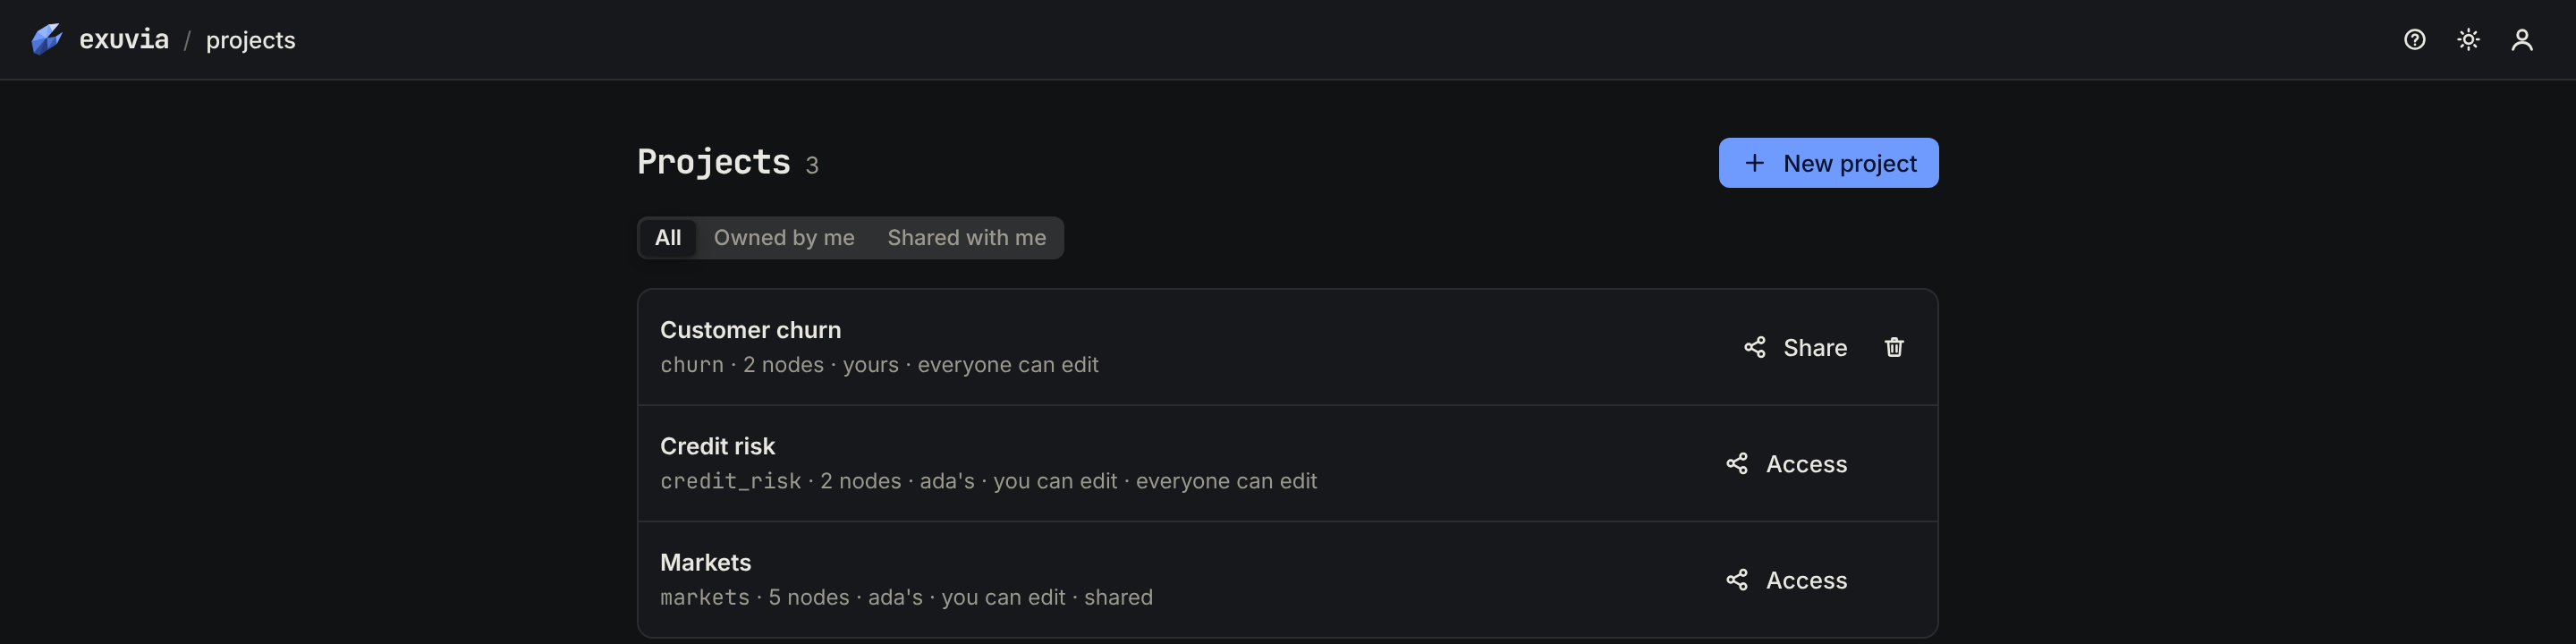 exuvia / projects
Projects 3
+ New project
All Owned by me Shared with me
Customer churn
churn · 2 nodes · yours · everyone can edit
Share
Credit risk
credit_risk · 2 nodes · ada's · you can edit · everyone can edit
Access
Markets
markets · 5 nodes · ada's · you can edit · shared
Access